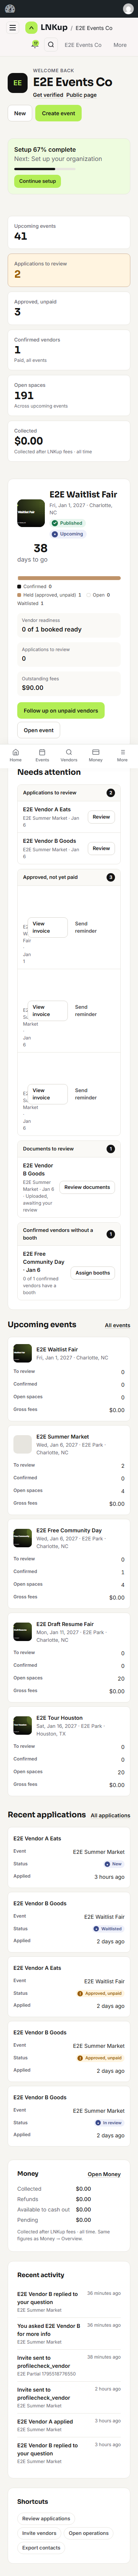 LNKup / E2E Events Co
E2E Events Co More
WELCOME BACK
EE E2E Events Co
Get verified Public page
New Create event
Setup 67% complete
Next: Set up your organization
Continue setup
Upcoming events
41
Applications to review
2
Approved, unpaid
3
Confirmed vendors
1
Paid, all events
Open spaces
191
Across upcoming events
Collected
$0.00
Collected after LNKup fees · all time
E2E Waitlist Fair
Fri, Jan 1, 2027 · Charlotte,
NC
Published
Upcoming
38
days to go
Confirmed 0
Held (approved, unpaid) 1 Open 0
Waitlisted 1
Vendor readiness
0 of 1 booked ready
Applications to review
0
Outstanding fees
$90.00
Follow up on unpaid vendors
Open event
Home Events Vendors Money More
Needs attention
Applications to review 2
E2E Vendor A Eats
E2E Summer Market · Jan
6
Review
E2E Vendor B Goods
E2E Summer Market · Jan
6
Review
Approved, not yet paid 3
Fair
·
Jan
1
View
invoice
Send
reminder
Market
·
Jan
6
View
invoice
Send
reminder
Market
·
Jan
6
View
invoice
Send
reminder
Documents to review 1
E2E Vendor
B Goods
E2E Summer
Market · Jan 6
· Uploaded,
awaiting your
review
Review documents
Confirmed vendors without a
booth 1
E2E Free
Community Day
· Jan 6
0 of 1 confirmed
vendors have a
booth
Assign booths
Upcoming events All events
E2E Waitlist Fair
Fri, Jan 1, 2027 · Charlotte, NC
To review 0
Confirmed 0
Open spaces 0
Gross fees $0.00
E2E Summer Market
Wed, Jan 6, 2027 · E2E Park ·
Charlotte, NC
To review 2
Confirmed 0
Open spaces 4
Gross fees $0.00
E2E Free Community Day
Wed, Jan 6, 2027 · E2E Park ·
Charlotte, NC
To review 0
Confirmed 1
Open spaces 4
Gross fees $0.00
E2E Draft Resume Fair
Mon, Jan 11, 2027 · E2E Park ·
Charlotte, NC
To review 0
Confirmed 0
Open spaces 20
Gross fees $0.00
E2E Tour Houston
Sat, Jan 16, 2027 · E2E Park ·
Houston, TX
To review 0
Confirmed 0
Open spaces 20
Gross fees $0.00
Recent applications All applications
E2E Vendor A Eats
Event E2E Summer Market
Status New
Applied 3 hours ago
E2E Vendor B Goods
Event E2E Waitlist Fair
Status Waitlisted
Applied 2 days ago
E2E Vendor A Eats
Event E2E Waitlist Fair
Status Approved, unpaid
Applied 2 days ago
E2E Vendor B Goods
Event E2E Summer Market
Status Approved, unpaid
Applied 2 days ago
E2E Vendor B Goods
Event E2E Summer Market
Status In review
Applied 2 days ago
Money Open Money
Collected $0.00
Refunds $0.00
Available to cash out $0.00
Pending $0.00
Collected after LNKup fees · all time. Same
figures as Money → Overview.
Recent activity
E2E Vendor B replied to
your question
E2E Summer Market
36 minutes ago
You asked E2E Vendor B
for more info
E2E Summer Market
36 minutes ago
Invite sent to
profilecheck_vendor
E2E Partial 1795518776550
38 minutes ago
Invite sent to
profilecheck_vendor
E2E Summer Market
2 hours ago
E2E Vendor A applied
E2E Summer Market
3 hours ago
E2E Vendor B replied to
your question
E2E Summer Market
3 hours ago
Shortcuts
Review applications
Invite vendors Open operations
Export contacts